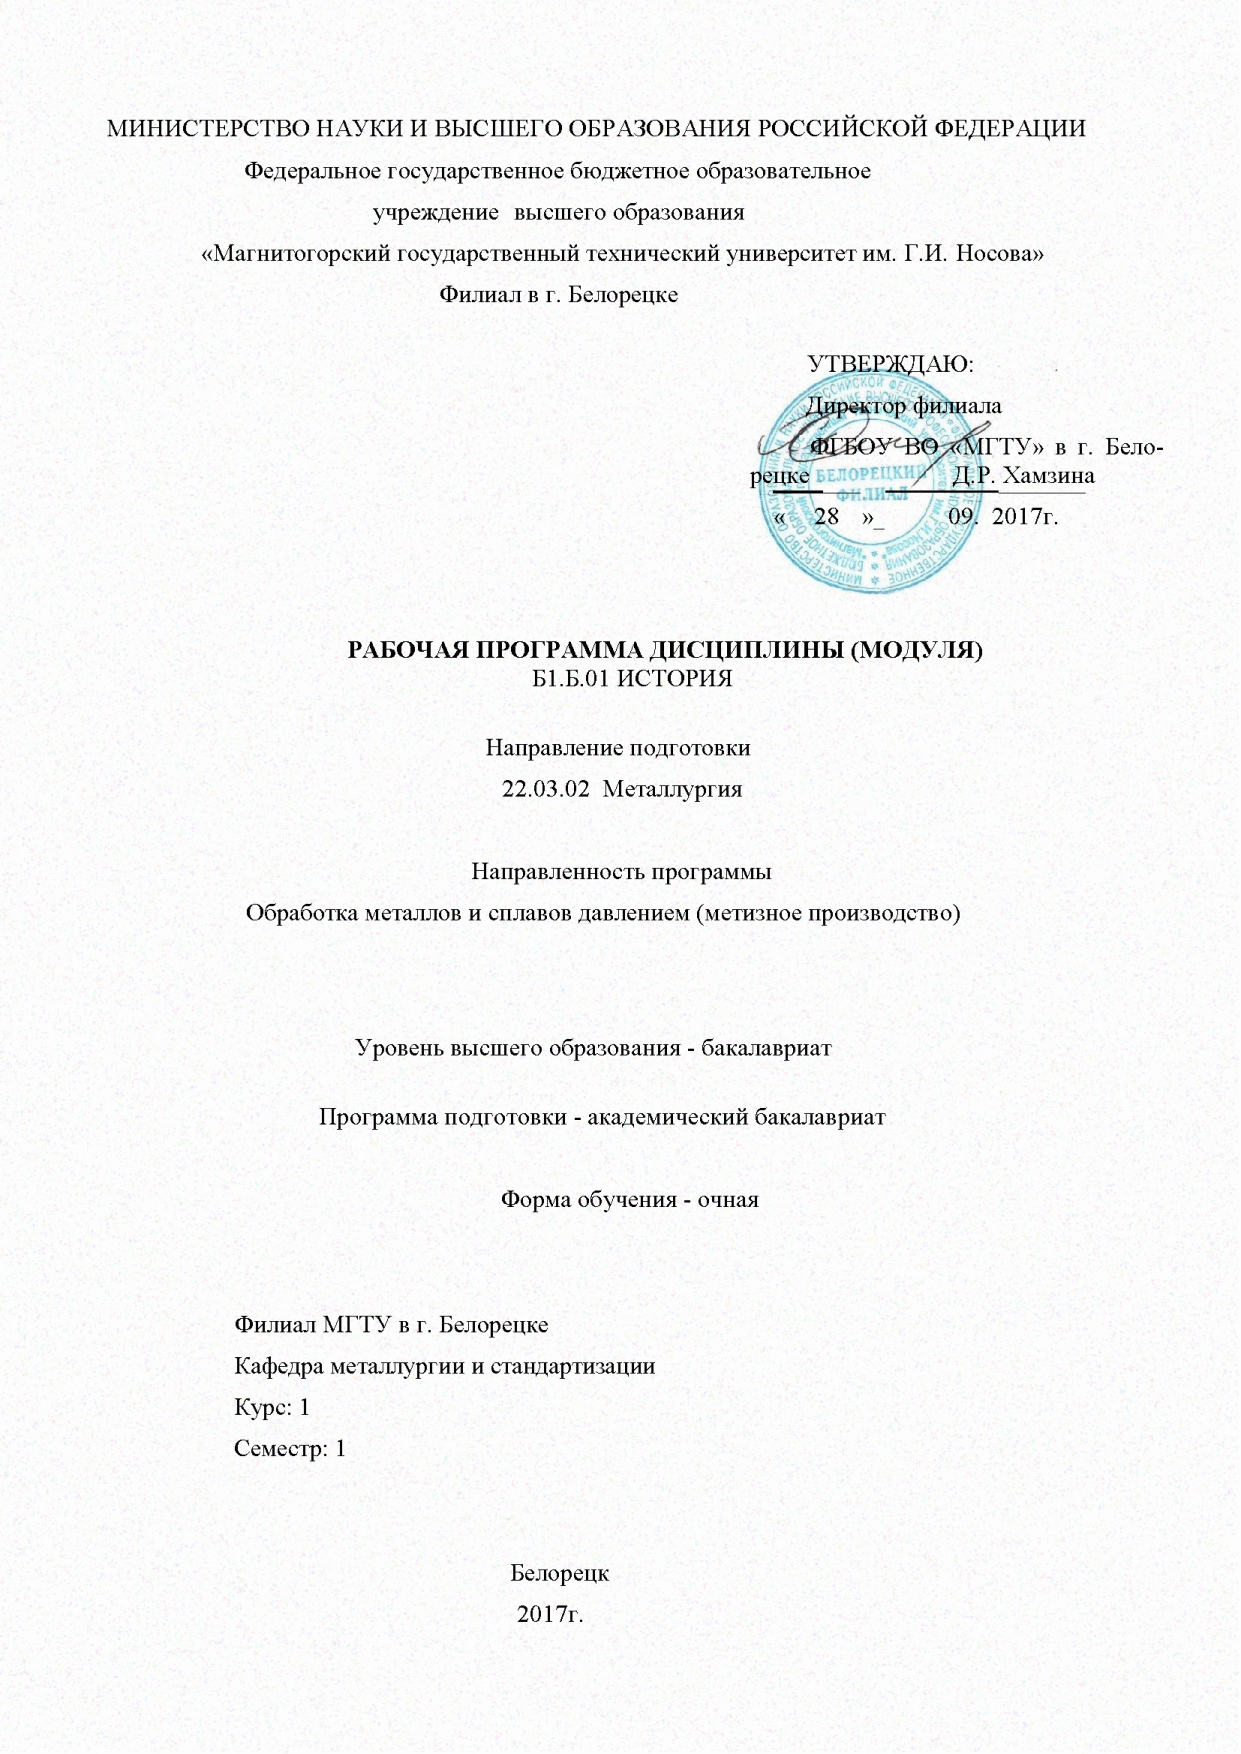 МИНИСТЕРСТВО НАУКИ И ВЫСШЕГО ОБРАЗОВАНИЯ РОССИЙСКОЙ ФЕДЕРАЦИИ
Федеральное государственное бюджетное образовательное
учреждение высшего образования
«Магнитогорский государственный технический университет им. Г.И. Носова»
Филиал в г. Белорецке
УТВЕРЖДАЮ:
Директор филиала
ФГБОУ ВО «МГТУ» в г. Бело-
рецке Д.Р. Хамзина
« 28 »_ 09. 2017г.
БЕЛОРЕЦКИЙ
ФИЛИАЛ
РАБОЧАЯ ПРОГРАММА ДИСЦИПЛИНЫ (МОДУЛЯ)
Б1.Б.01 ИСТОРИЯ
Направление подготовки
22.03.02 Металлургия
Направленность программы
Обработка металлов и сплавов давлением (метизное производство)
Уровень высшего образования - бакалавриат
Программа подготовки - академический бакалавриат
Форма обучения - очная
Филиал МГТУ в г. Белорецке
Кафедра металлургии и стандартизации
Курс: 1
Семестр: 1
Белорецк
2017г.